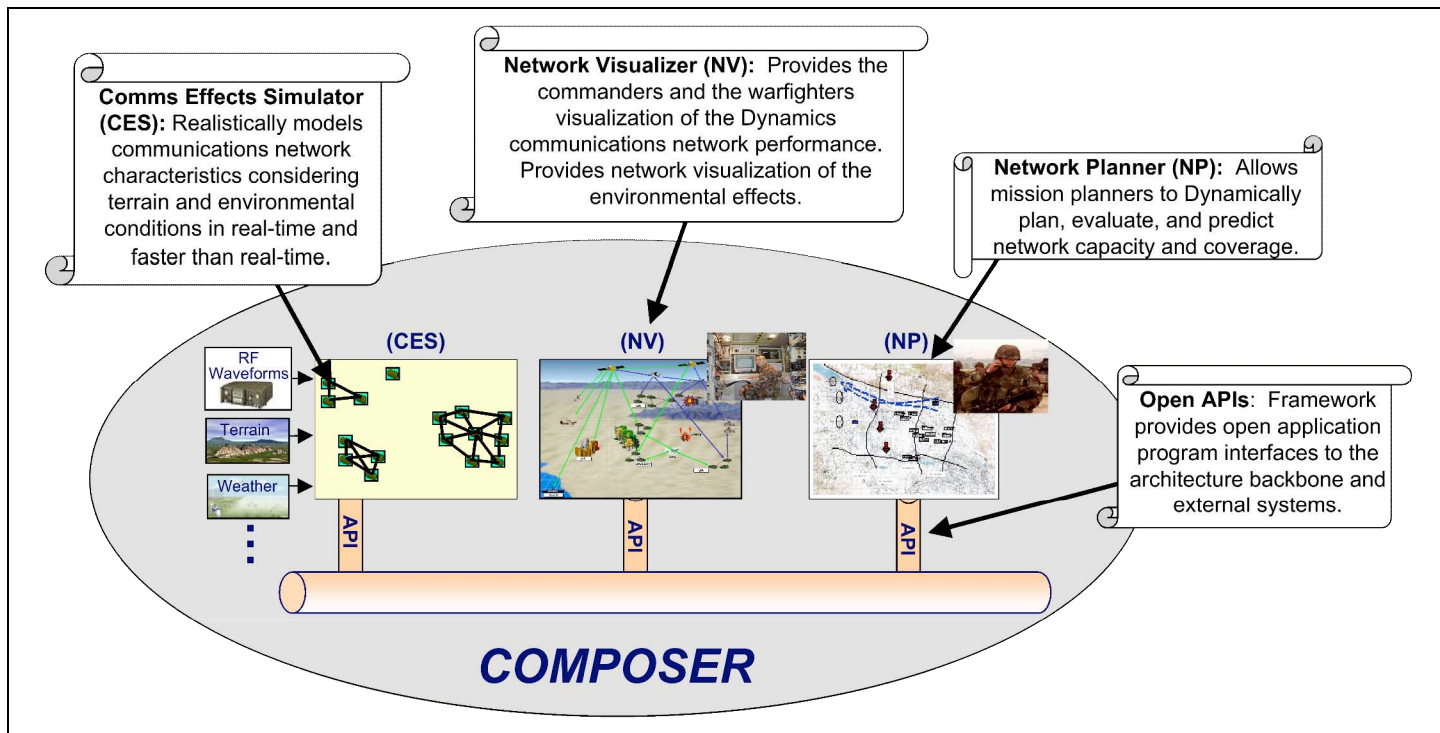 Comms Effects Simulator
(CES): Realistically models
communications network
characteristics considering
terrain and environmental
conditions in real-time and
faster than real-time.
Network Visualizer (NV): Provides the
commanders and the warfighters
visualization of the Dynamics
communications network performance.
Provides network visualization of the
environmental effects.
Network Planner (NP): Allows
mission planners to Dynamically
plan, evaluate, and predict
network capacity and coverage.
Open APIs: Framework
provides open application
program interfaces to the
architecture backbone and
external systems.
(CES)
(NV)
(NP)
RF
Waveforms
Terrain
Weather
API
API
API
COMPOSER